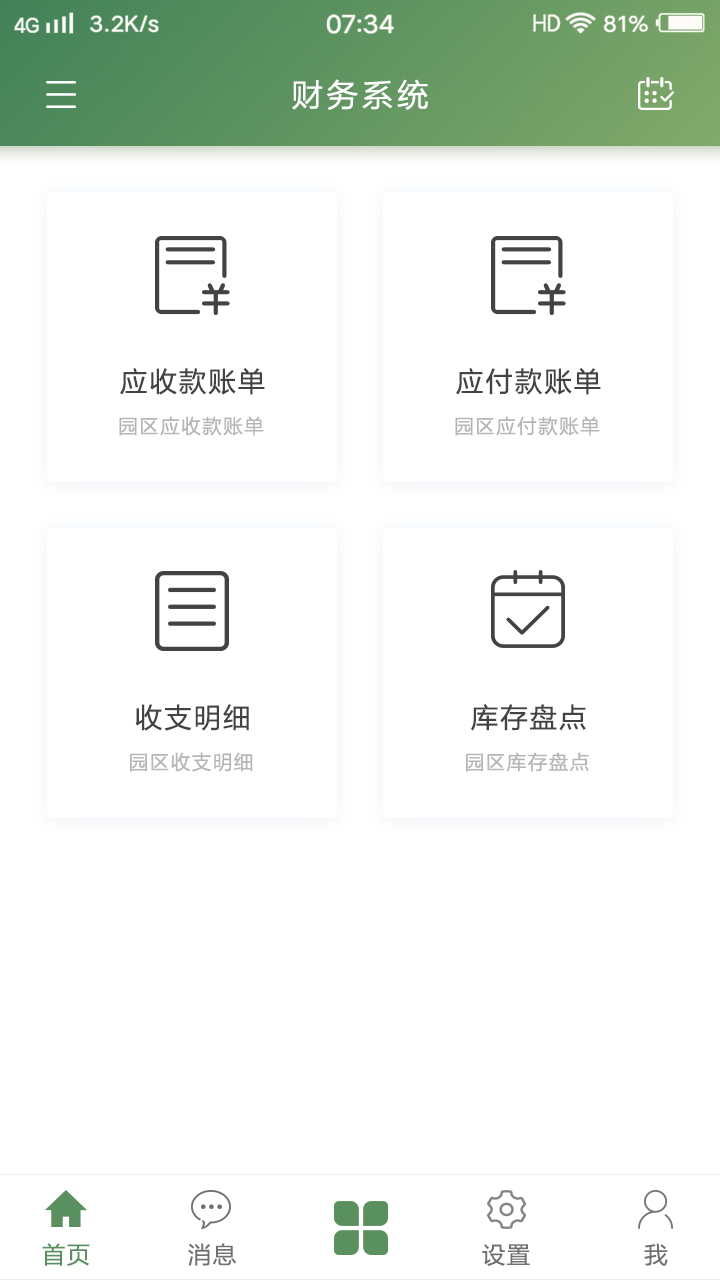 4G 3.2K/s 07:34 HD 81%
财务系统
应收款账单 应付款账单
园区应收款账单 园区应付款账单
收支明细 库存盘点
园区收支明细 园区库存盘点
首页 消息 设置 我